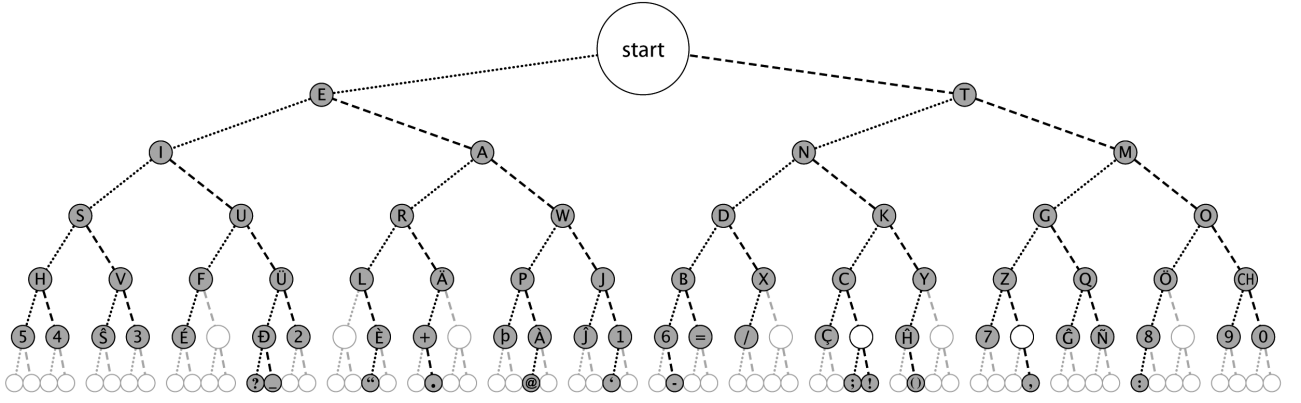 start
E T
I A N M
S U R W D K G O
H V F Ü L Ä P J B X C Y Z Q Ö CH
5 4 Ŝ 3 É Đ 2 È + þ À Ĵ 1 6 = / Ç Ĥ 7 Ĝ Ñ 8 9 0
? _ “ . @ ‘ - ; ! () , :